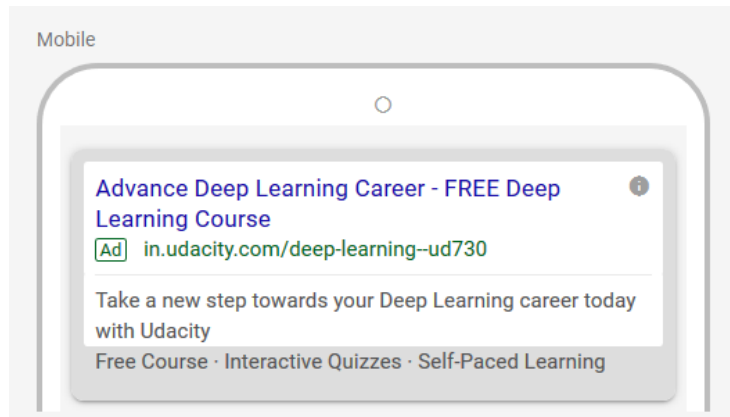 Mobile
Advance Deep Learning Career - FREE Deep
Learning Course
Ad in.udacity.com/deep-learning--ud730
Take a new step towards your Deep Learning career today
with Udacity
Free Course · Interactive Quizzes · Self-Paced Learning